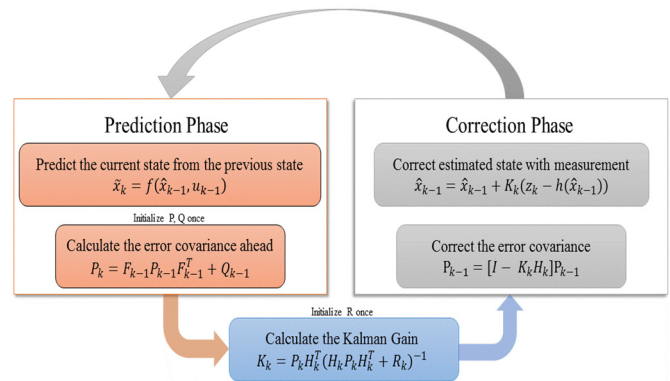 Prediction Phase
Predict the current state from the previous state
x̃ₖ = f(x̂ₖ₋₁, uₖ₋₁)
Initialize P, Q once
Calculate the error covariance ahead
Pₖ = Fₖ₋₁Pₖ₋₁Fᵀₖ₋₁ + Qₖ₋₁
Initialize R once
Calculate the Kalman Gain
Kₖ = PₖHₖᵀ(HₖPₖHₖᵀ + Rₖ)⁻¹
Correction Phase
Correct estimated state with measurement
x̂ₖ₋₁ = x̂ₖ₋₁ + Kₖ(zₖ − h(x̂ₖ₋₁))
Correct the error covariance
Pₖ₋₁ = [I − KₖHₖ]Pₖ₋₁